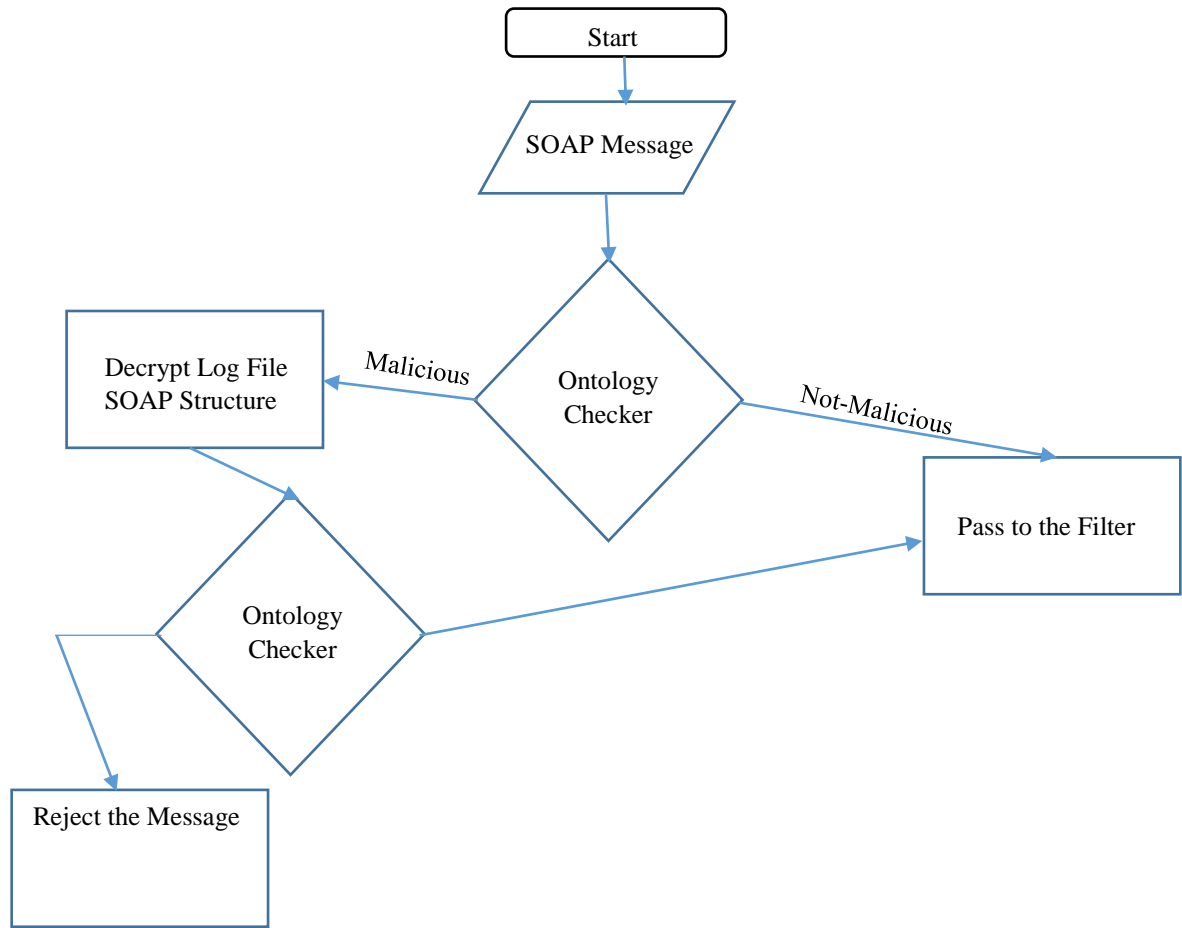 Start
SOAP Message
Ontology
Checker
Malicious
Not-Malicious
Decrypt Log File
SOAP Structure
Pass to the Filter
Ontology
Checker
Reject the Message